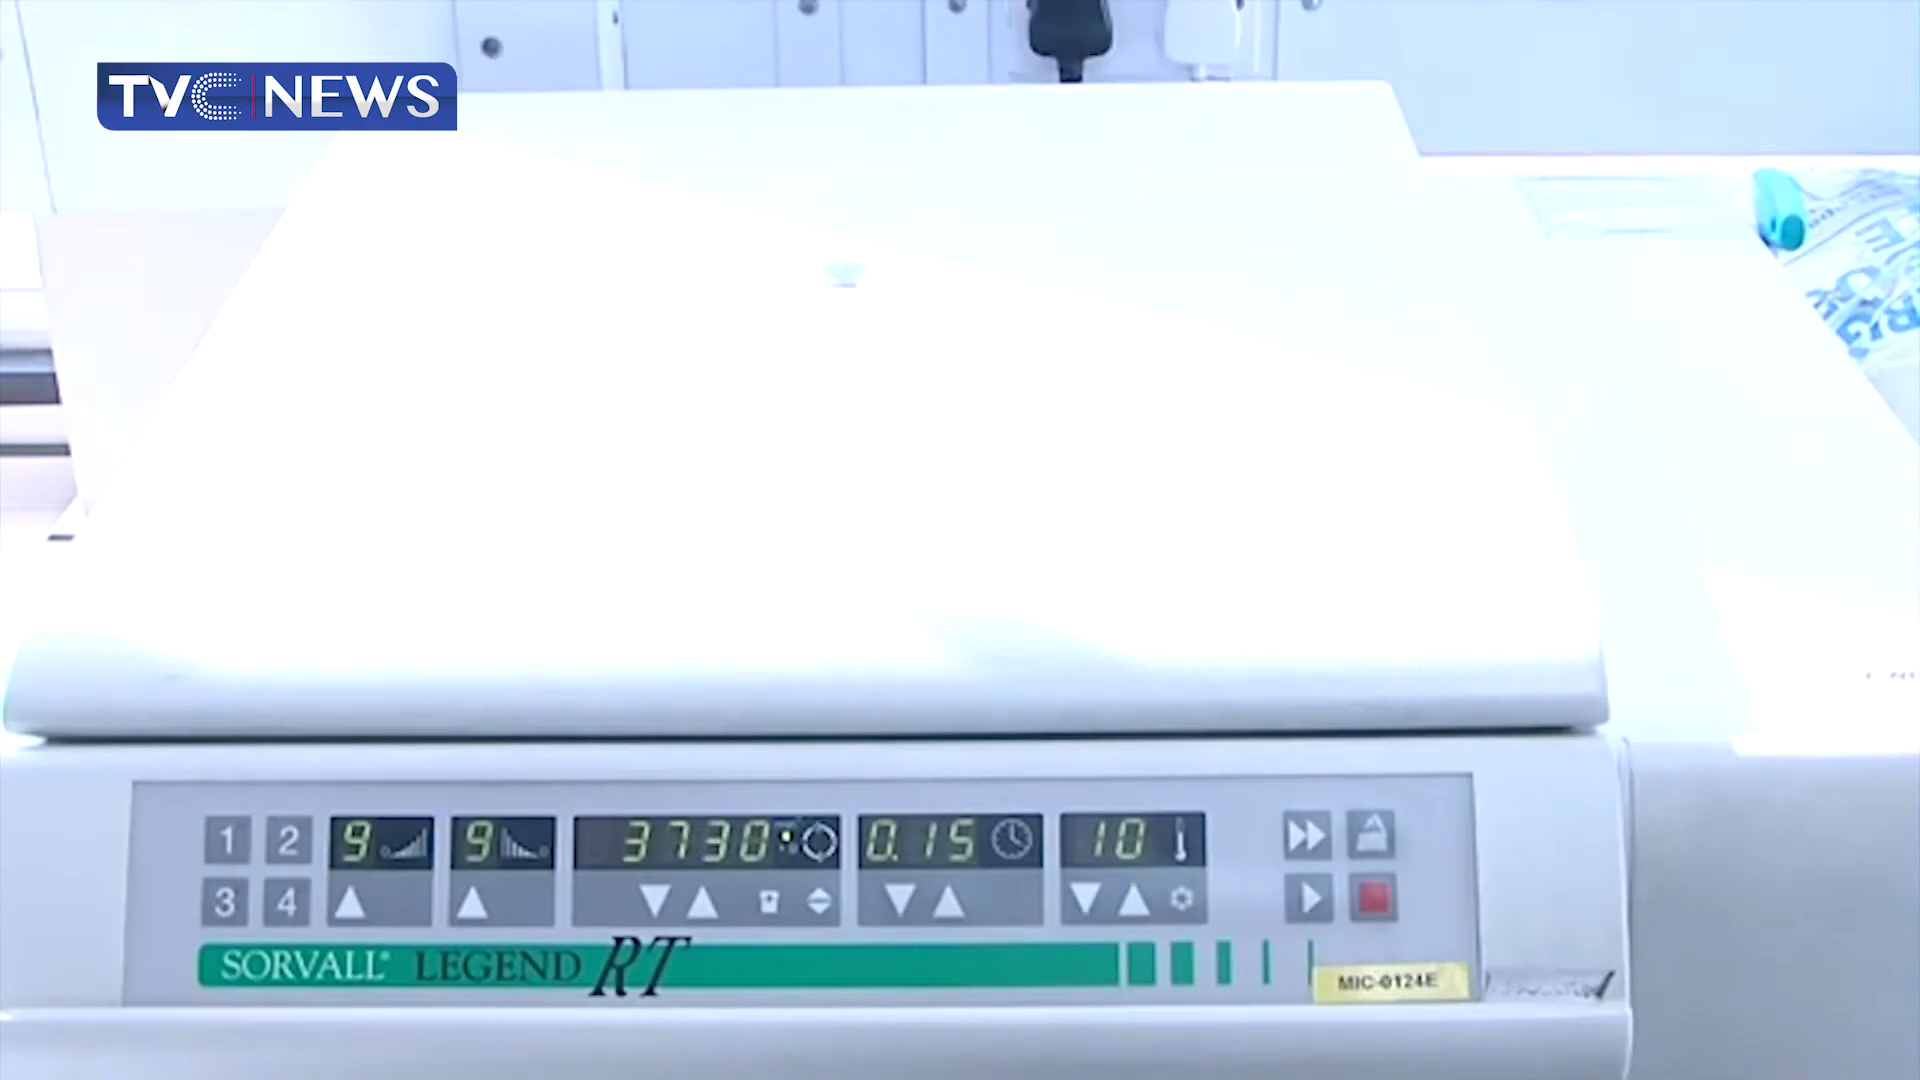 TVC NEWS
1 2 9 9 3730 0.15 10
3 4
SORVALL® LEGEND RT
MIC-0124E